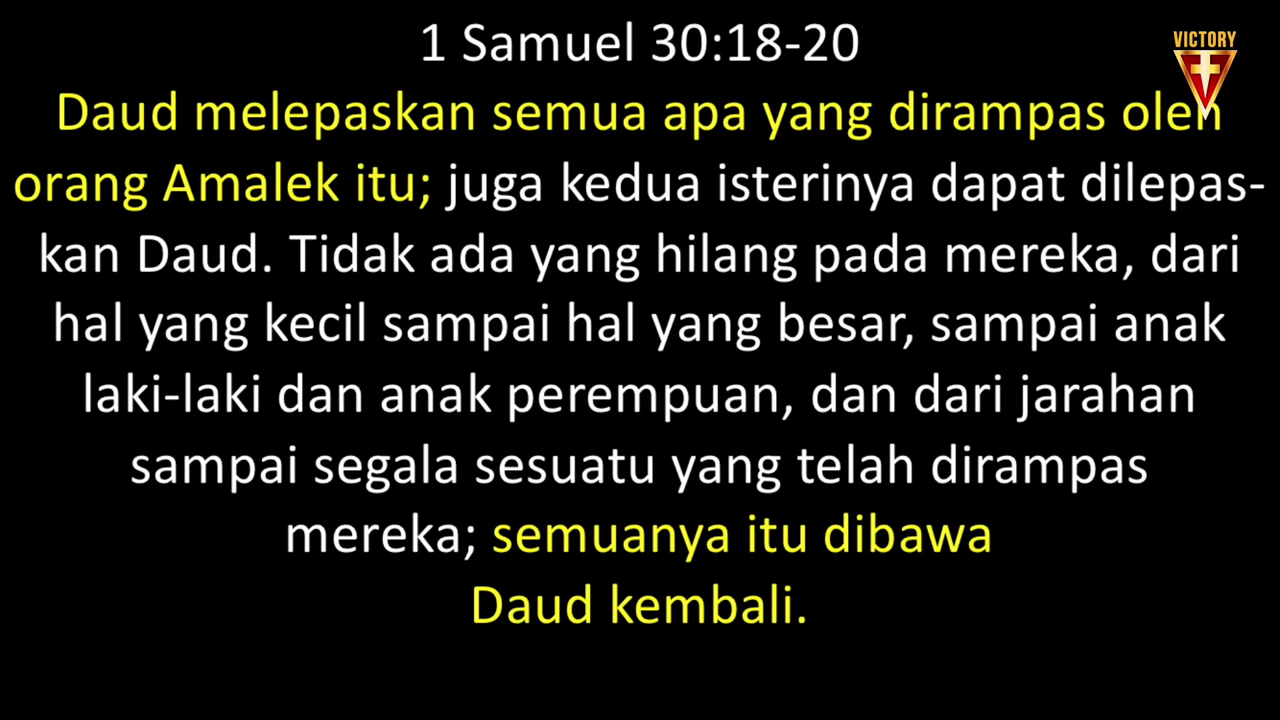 1 Samuel 30:18-20
VICTORY
Daud melepaskan semua apa yang dirampas oleh
orang Amalek itu; juga kedua isterinya dapat dilepas-
kan Daud. Tidak ada yang hilang pada mereka, dari
hal yang kecil sampai hal yang besar, sampai anak
laki-laki dan anak perempuan, dan dari jarahan
sampai segala sesuatu yang telah dirampas
mereka; semuanya itu dibawa
Daud kembali.